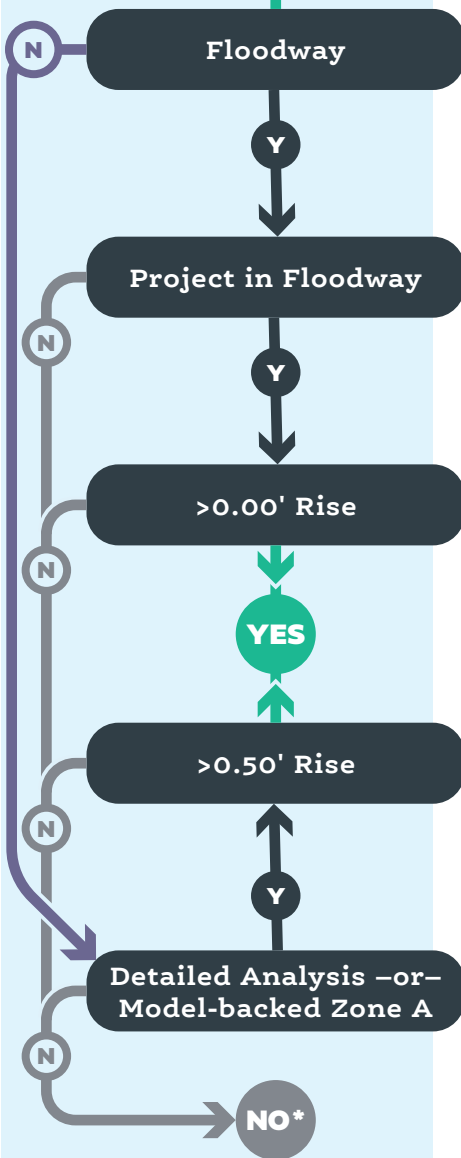 Floodway
N
Y
Project in Floodway
N
Y
>0.00' Rise
N
YES
>0.50' Rise
N
Y
Detailed Analysis –or–
Model-backed Zone A
N
NO*